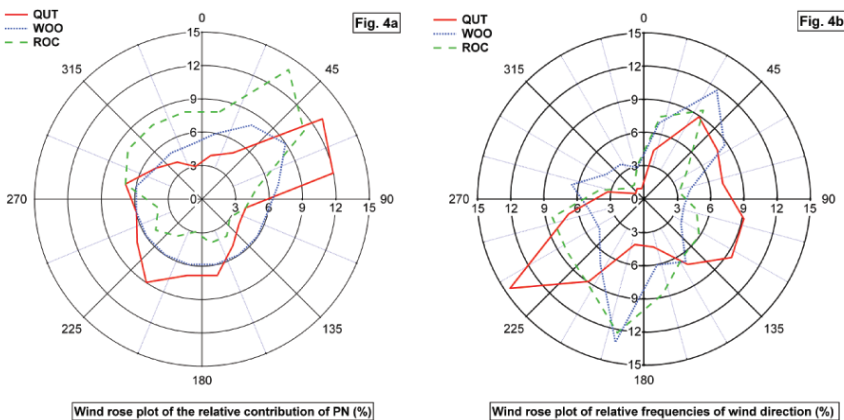 QUT
WOO
ROC
Fig. 4a
0
45
90
135
180
225
270
315
15
12
9
6
3
0
3 6 9 12 15
Wind rose plot of the relative contribution of PN (%)
QUT
WOO
ROC
Fig. 4b
0
45
90
135
180
225
270
315
15
12
9
6
3
0
3
6
9
12
15
15 12 9 6 3 0 3 6 9 12 15
Wind rose plot of relative frequencies of wind direction (%)